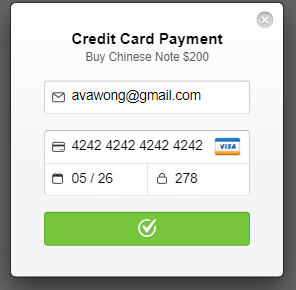 Credit Card Payment
Buy Chinese Note $200
avawong@gmail.com
4242 4242 4242 4242 VISA
05 / 26 278